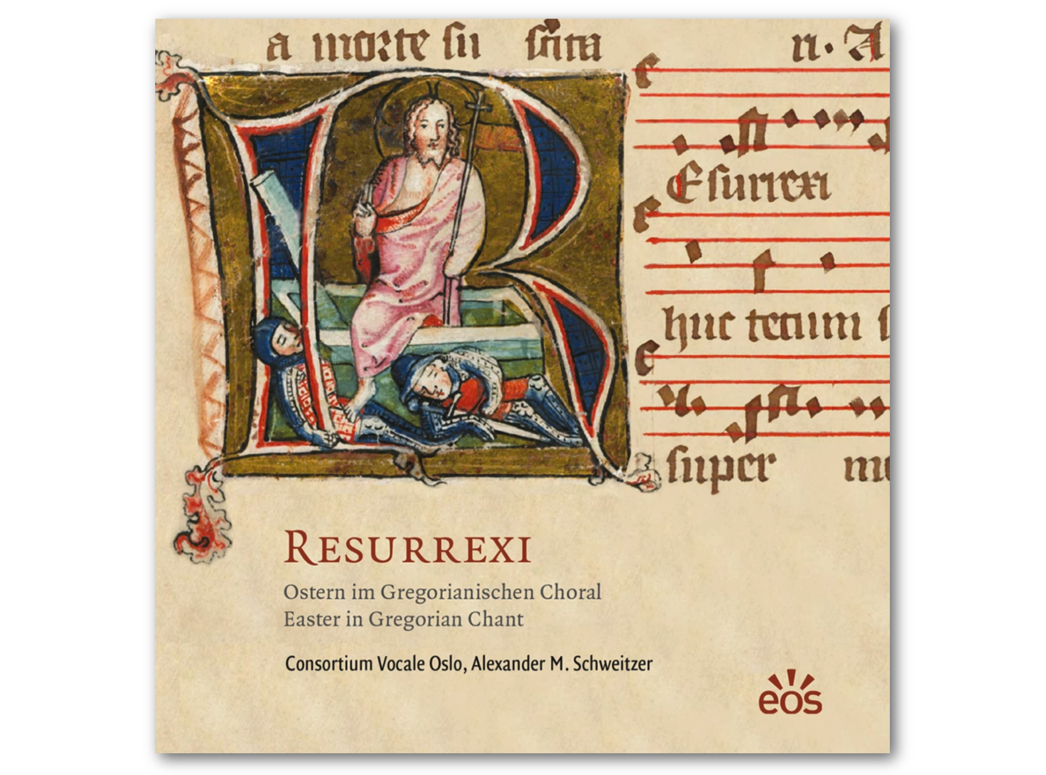 a morte su scita n. A
Esurrexi
huc tecum
super
RESURREXI
Ostern im Gregorianischen Choral
Easter in Gregorian Chant
Consortium Vocale Oslo, Alexander M. Schweitzer
eos